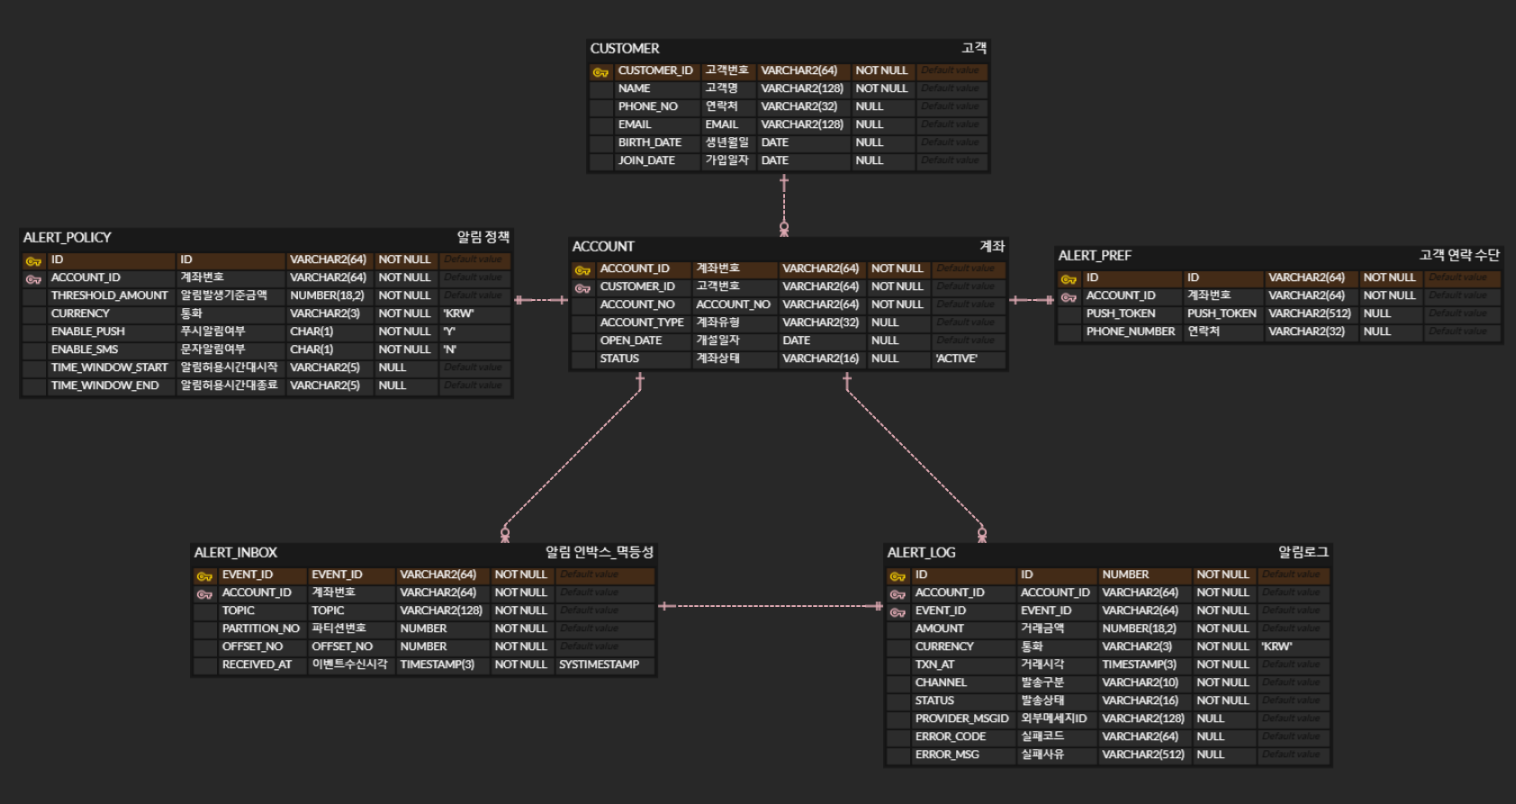 CUSTOMER 고객
CUSTOMER_ID 고객번호 VARCHAR2(64) NOT NULL Default value
NAME 고객명 VARCHAR2(128) NOT NULL Default value
PHONE_NO 연락처 VARCHAR2(32) NULL Default value
EMAIL EMAIL VARCHAR2(128) NULL Default value
BIRTH_DATE 생년월일 DATE NULL Default value
JOIN_DATE 가입일자 DATE NULL Default value
ALERT_POLICY 알림 정책
ID ID VARCHAR2(64) NOT NULL Default value
ACCOUNT_ID 계좌번호 VARCHAR2(64) NOT NULL Default value
THRESHOLD_AMOUNT 알림발생기준금액 NUMBER(18,2) NOT NULL Default value
CURRENCY 통화 VARCHAR2(3) NOT NULL 'KRW'
ENABLE_PUSH 푸시알림여부 CHAR(1) NOT NULL 'Y'
ENABLE_SMS 문자알림여부 CHAR(1) NOT NULL 'N'
TIME_WINDOW_START 알림허용시간대시작 VARCHAR2(5) NULL Default value
TIME_WINDOW_END 알림허용시간대종료 VARCHAR2(5) NULL Default value
ACCOUNT 계좌
ACCOUNT_ID 계좌번호 VARCHAR2(64) NOT NULL Default value
CUSTOMER_ID 고객번호 VARCHAR2(64) NOT NULL Default value
ACCOUNT_NO ACCOUNT_NO VARCHAR2(64) NOT NULL Default value
ACCOUNT_TYPE 계좌유형 VARCHAR2(32) NULL Default value
OPEN_DATE 개설일자 DATE NULL Default value
STATUS 계좌상태 VARCHAR2(16) NULL 'ACTIVE'
ALERT_PREF 고객 연락 수단
ID ID VARCHAR2(64) NOT NULL Default value
ACCOUNT_ID 계좌번호 VARCHAR2(64) NOT NULL Default value
PUSH_TOKEN PUSH_TOKEN VARCHAR2(512) NULL Default value
PHONE_NUMBER 연락처 VARCHAR2(32) NULL Default value
ALERT_INBOX 알림 인박스_멱등성
EVENT_ID EVENT_ID VARCHAR2(64) NOT NULL Default value
ACCOUNT_ID 계좌번호 VARCHAR2(64) NOT NULL Default value
TOPIC TOPIC VARCHAR2(128) NOT NULL Default value
PARTITION_NO 파티션번호 NUMBER NOT NULL Default value
OFFSET_NO OFFSET_NO NUMBER NOT NULL Default value
RECEIVED_AT 이벤트수신시각 TIMESTAMP(3) NOT NULL SYSTIMESTAMP
ALERT_LOG 알림로그
ID ID NUMBER NOT NULL Default value
ACCOUNT_ID ACCOUNT_ID VARCHAR2(64) NOT NULL Default value
EVENT_ID EVENT_ID VARCHAR2(64) NOT NULL Default value
AMOUNT 거래금액 NUMBER(18,2) NOT NULL Default value
CURRENCY 통화 VARCHAR2(3) NOT NULL 'KRW'
TXN_AT 거래시각 TIMESTAMP(3) NOT NULL Default value
CHANNEL 발송구분 VARCHAR2(10) NOT NULL Default value
STATUS 발송상태 VARCHAR2(16) NOT NULL Default value
PROVIDER_MSGID 외부메세지ID VARCHAR2(128) NULL Default value
ERROR_CODE 실패코드 VARCHAR2(64) NULL Default value
ERROR_MSG 실패사유 VARCHAR2(512) NULL Default value